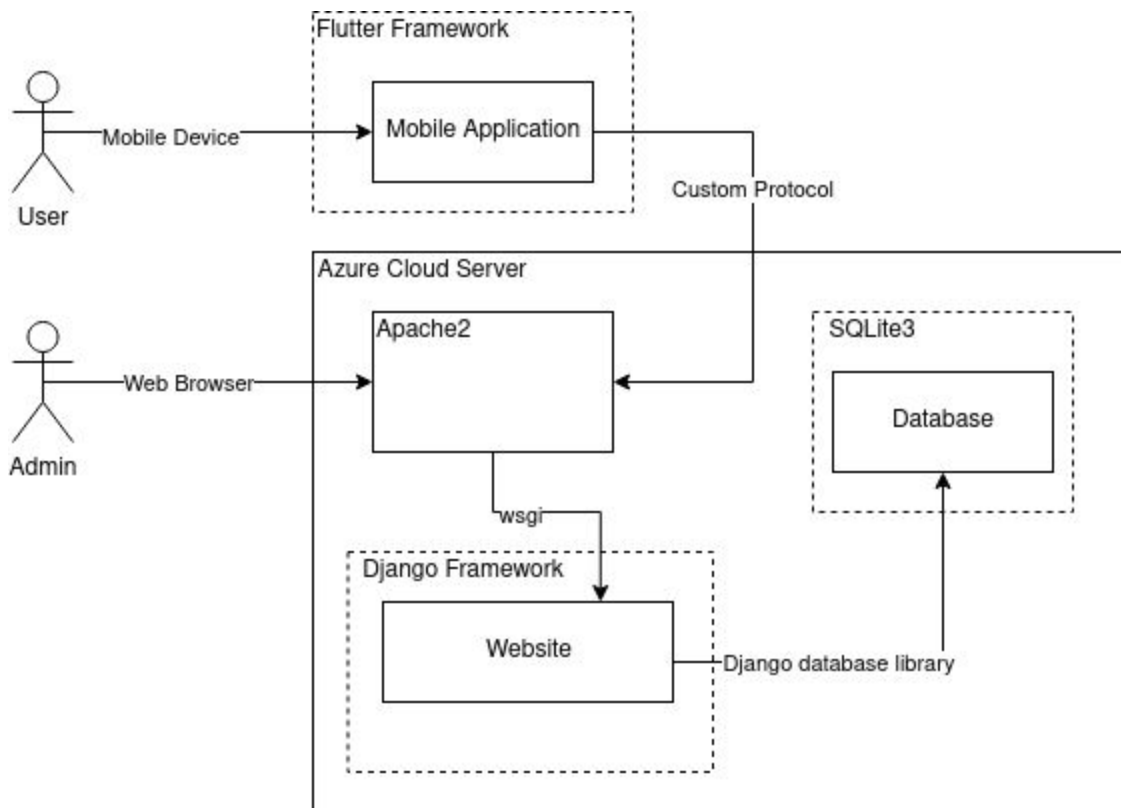 Flutter Framework
Mobile Application
Mobile Device
User
Custom Protocol
Azure Cloud Server
Apache2
SQLite3
Web Browser
Database
Admin
wsgi
Django Framework
Website
Django database library